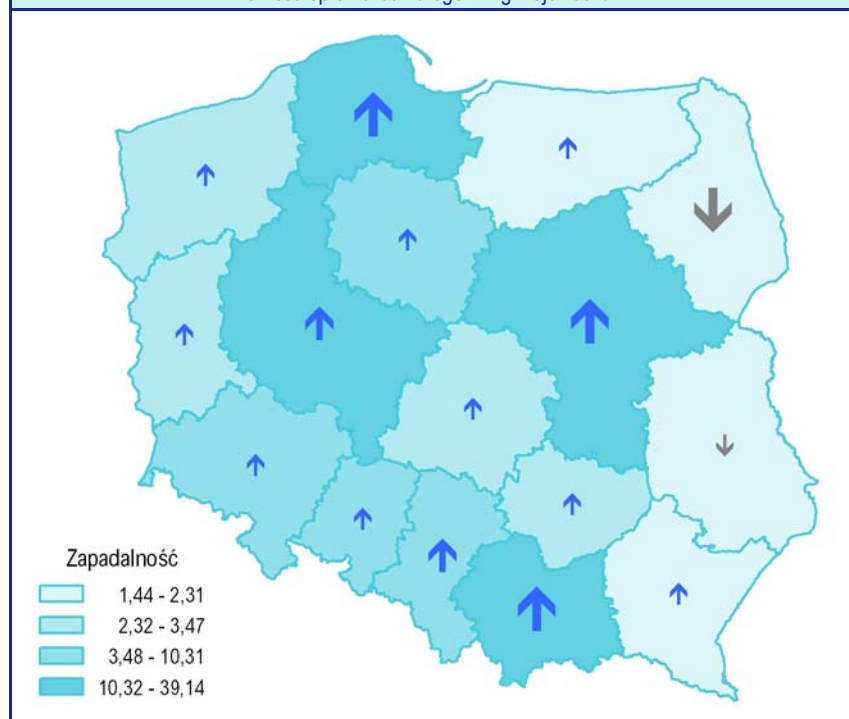 Zapadalność
1,44 - 2,31
2,32 - 3,47
3,48 - 10,31
10,32 - 39,14